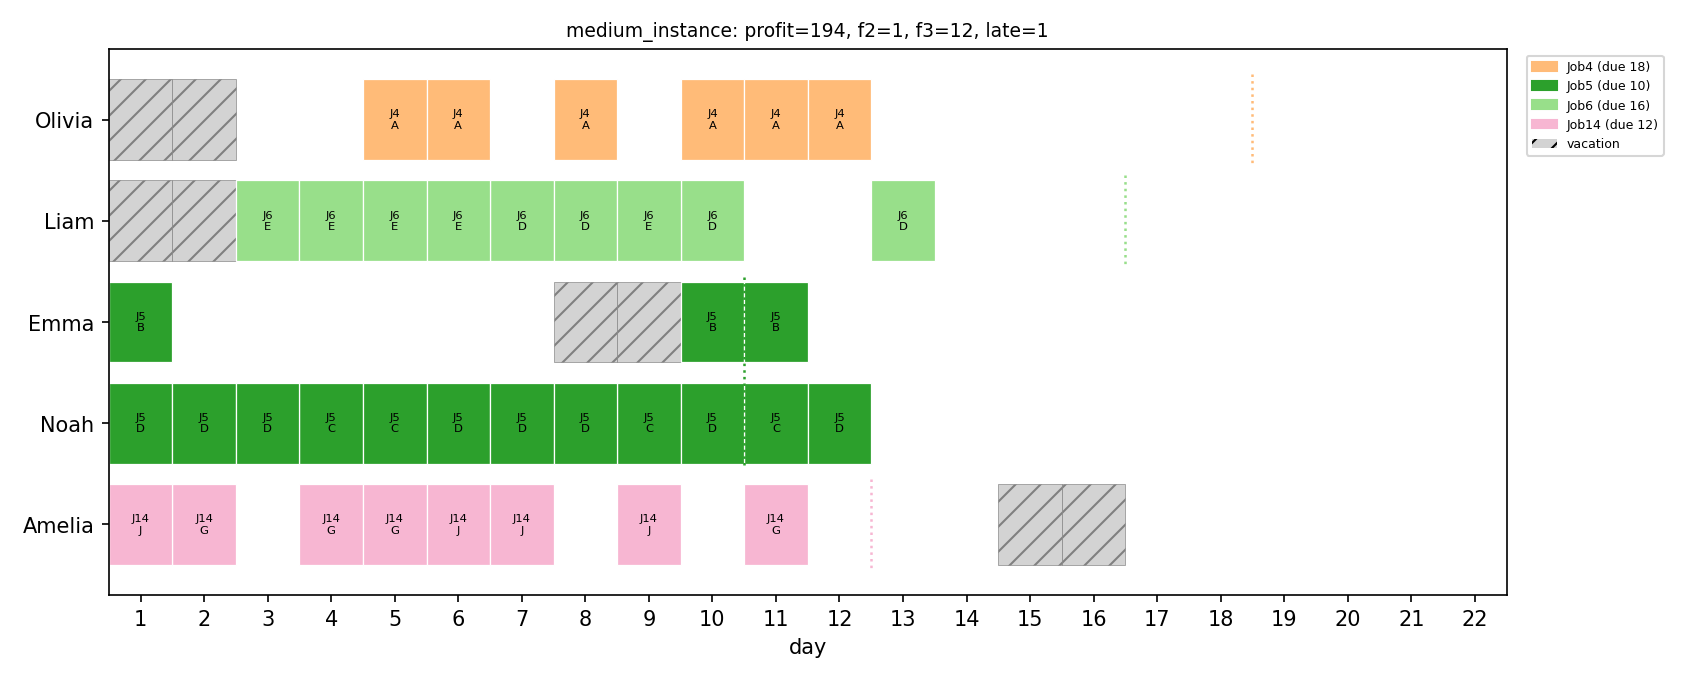 medium_instance: profit=194, f2=1, f3=12, late=1
Job4 (due 18)
Job5 (due 10)
Job6 (due 16)
Job14 (due 12)
vacation
Olivia
J4 J4 J4 J4 J4 J4
A A A A A A
Liam
J6 J6 J6 J6 J6 J6 J6 J6 J6
E E E E D D E D D
Emma
J5 J5 J5
B B B
Noah
J5 J5 J5 J5 J5 J5 J5 J5 J5 J5 J5 J5
D D D C C D D D C D C D
Amelia
J14 J14 J14 J14 J14 J14 J14 J14
J G G G J J J G
1 2 3 4 5 6 7 8 9 10 11 12 13 14 15 16 17 18 19 20 21 22
day